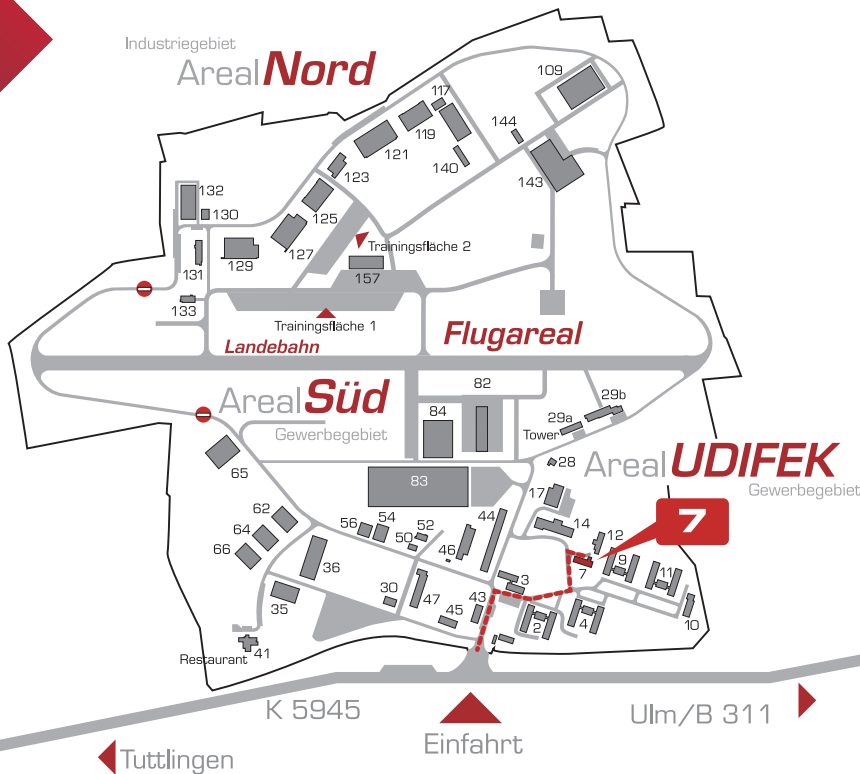 Industriegebiet
Areal Nord
109
117
119
144
121
140
143
123
132
130
125
127
Trainingsfläche 2
131
129
157
133
Trainingsfläche 1
Landebahn
Flugareal
82
Areal Süd
Gewerbegebiet
84
29a
29b
Tower
28
Areal UDIFEK
Gewerbegebiet
65
83
17
62
64
66
56
54
52
50
44
46
14
12
7
7
9
11
36
3
35
30
47
45
43
2
4
10
Restaurant
41
K 5945
Ulm/B 311
Einfahrt
Tuttlingen